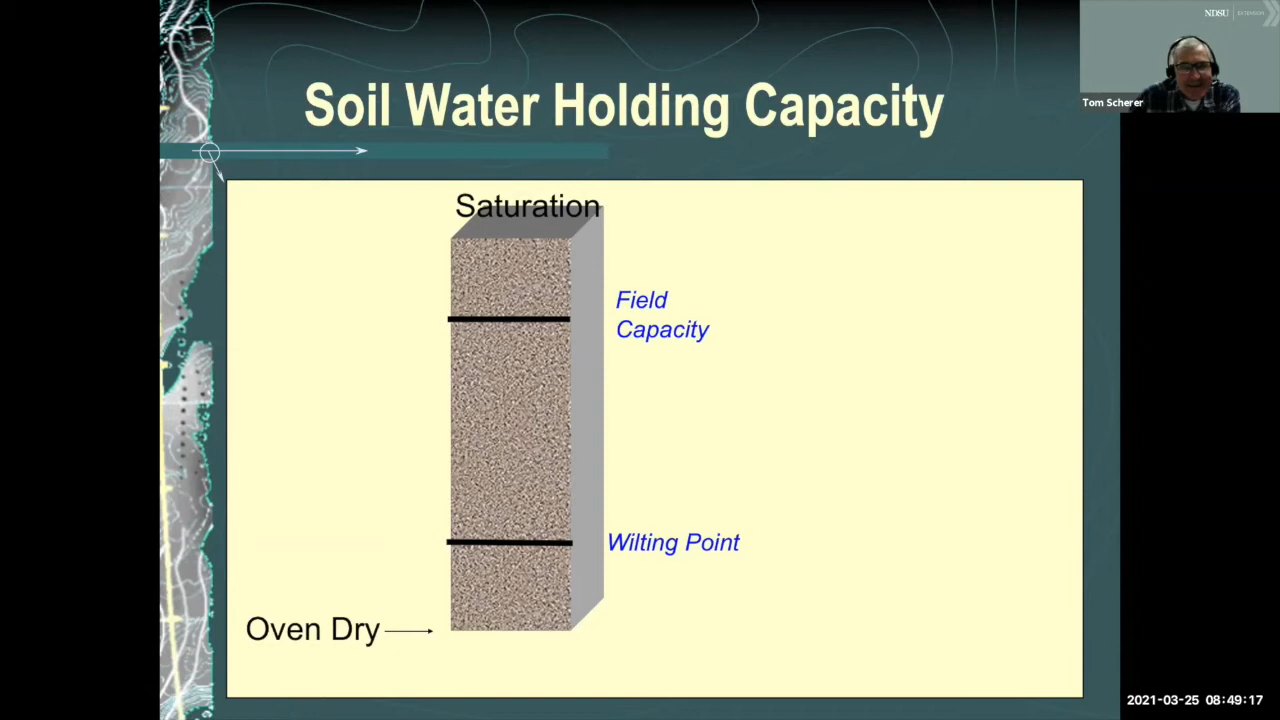 NDSU EXTENSION
Soil Water Holding Capacity
Tom Scherer
Saturation
Field
Capacity
Wilting Point
Oven Dry
2021-03-25 08:49:17